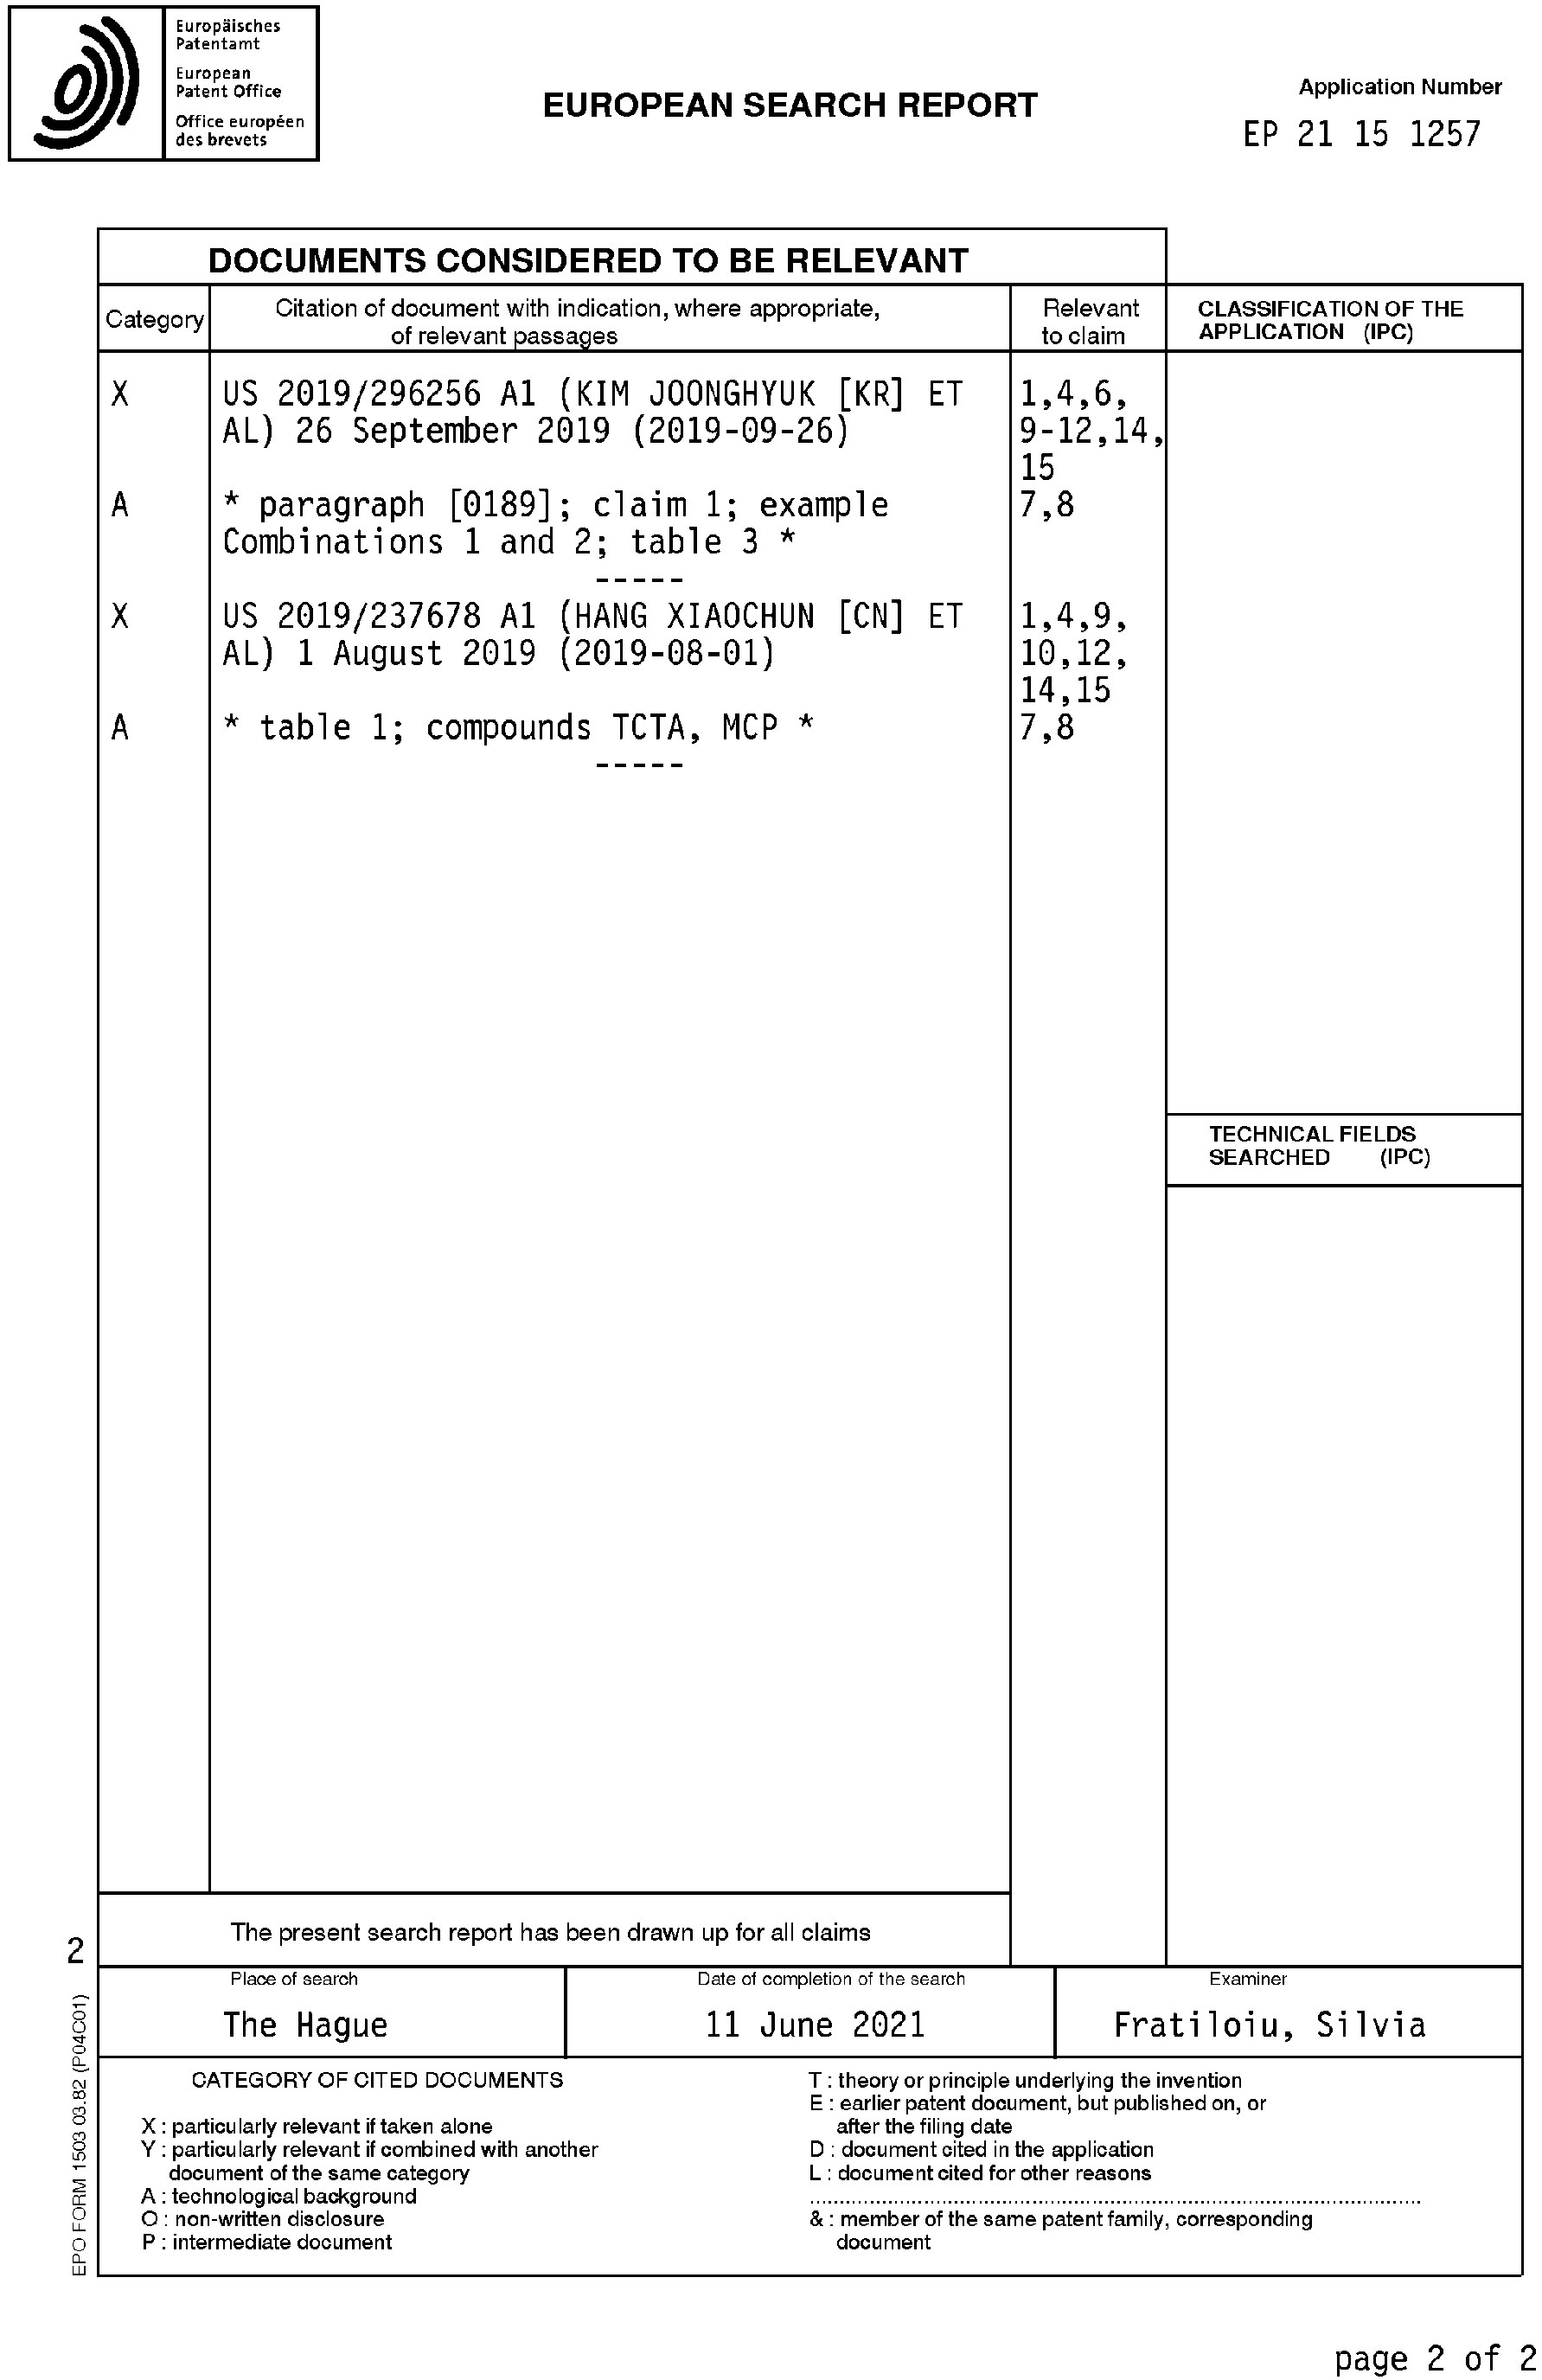 Europäisches
Patentamt
European
Patent Office
Office européen
des brevets
EUROPEAN SEARCH REPORT
Application Number
EP 21 15 1257
DOCUMENTS CONSIDERED TO BE RELEVANT
Category
Citation of document with indication, where appropriate,
of relevant passages
Relevant
to claim
CLASSIFICATION OF THE
APPLICATION (IPC)
X US 2019/296256 A1 (KIM JOONGHYUK [KR] ET 1,4,6,
AL) 26 September 2019 (2019-09-26) 9-12,14,
15
A * paragraph [0189]; claim 1; example 7,8
Combinations 1 and 2; table 3 *
-----
X US 2019/237678 A1 (HANG XIAOCHUN [CN] ET 1,4,9,
AL) 1 August 2019 (2019-08-01) 10,12,
14,15
A * table 1; compounds TCTA, MCP * 7,8
-----
TECHNICAL FIELDS
SEARCHED (IPC)
The present search report has been drawn up for all claims
2
Place of search
The Hague
Date of completion of the search
11 June 2021
Examiner
Fratiloiu, Silvia
CATEGORY OF CITED DOCUMENTS
X : particularly relevant if taken alone
Y : particularly relevant if combined with another
document of the same category
A : technological background
O : non-written disclosure
P : intermediate document
T : theory or principle underlying the invention
E : earlier patent document, but published on, or
after the filing date
D : document cited in the application
L : document cited for other reasons
& : member of the same patent family, corresponding
document
EPO FORM 1503 03.82 (P04C01)
page 2 of 2